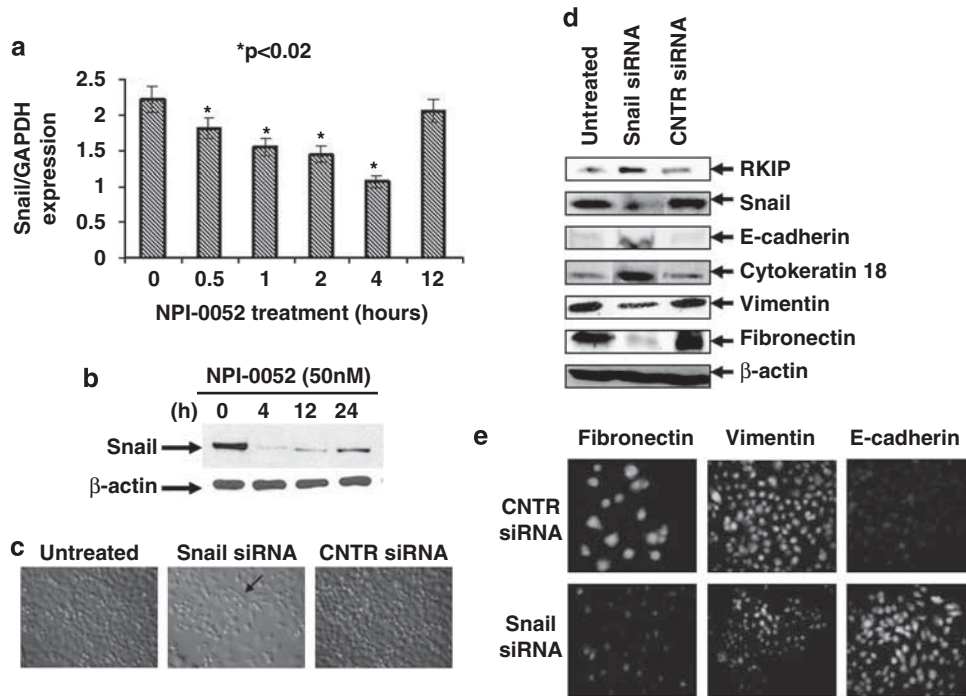 a
*p<0.02
Snail/GAPDH
expression
2.5
2
1.5
1
0.5
0
* * * *
0 0.5 1 2 4 12
NPI-0052 treatment (hours)
b
NPI-0052 (50nM)
(h) 0 4 12 24
Snail
β-actin
c
Untreated Snail siRNA CNTR siRNA
d
Untreated
Snail siRNA
CNTR siRNA
RKIP
Snail
E-cadherin
Cytokeratin 18
Vimentin
Fibronectin
β-actin
e
Fibronectin Vimentin E-cadherin
CNTR
siRNA
Snail
siRNA